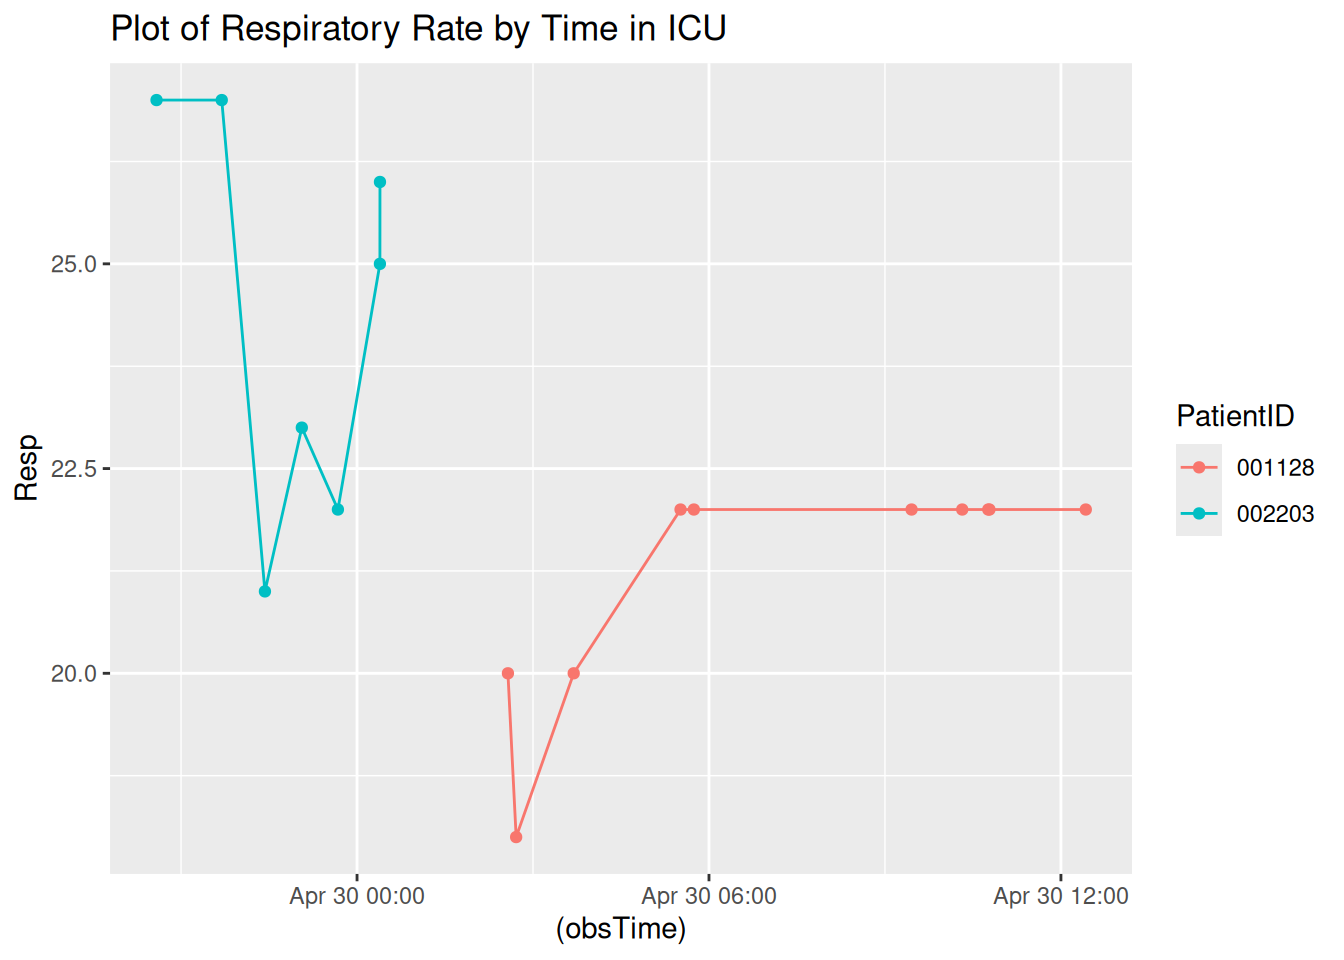 Plot of Respiratory Rate by Time in ICU
Resp
25.0
22.5
20.0
Apr 30 00:00
Apr 30 06:00
Apr 30 12:00
(obsTime)
PatientID
001128
002203